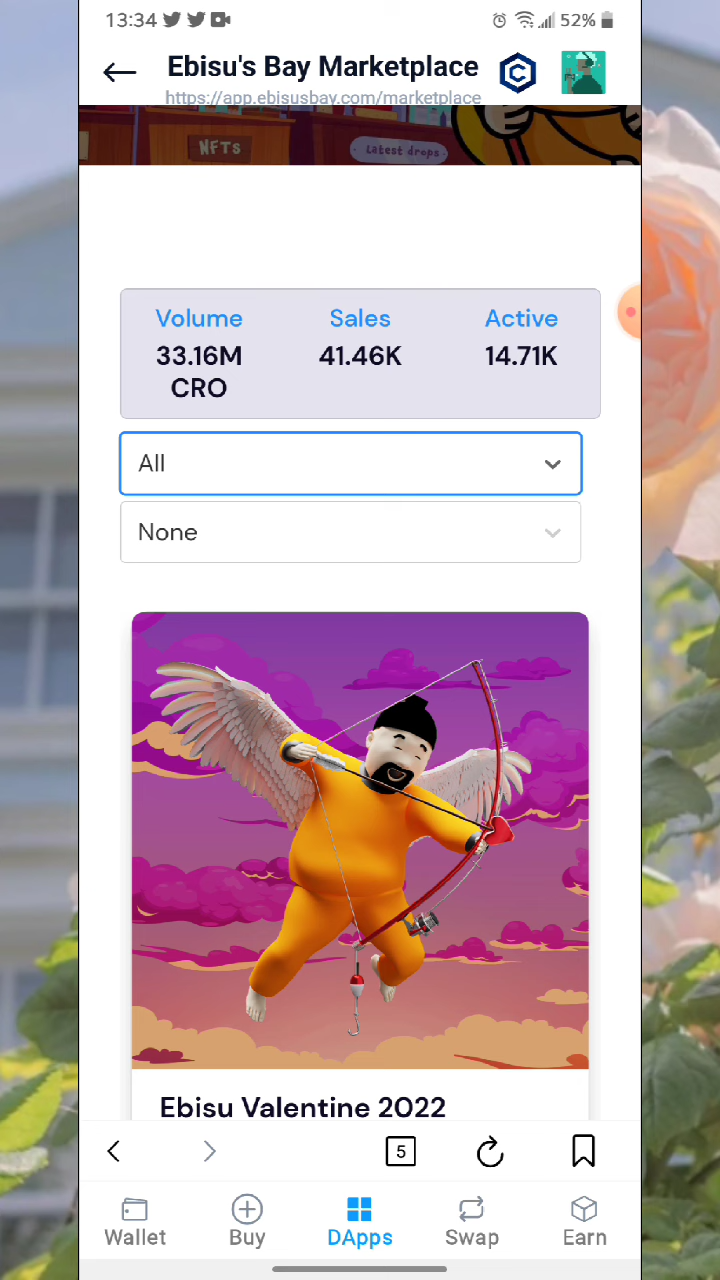 13:34 52%
Ebisu's Bay Marketplace
https://app.ebisusbay.com/marketplace
NFTs
Latest drops
Volume Sales Active
33.16M 41.46K 14.71K
CRO
All
None
Ebisu Valentine 2022
5
Wallet Buy DApps Swap Earn